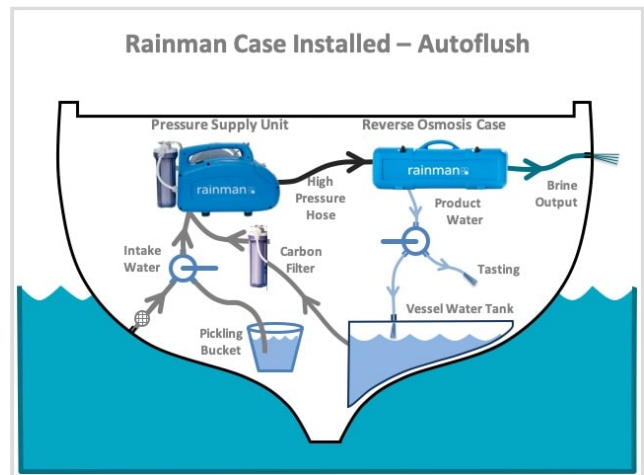 Rainman Case Installed – Autoflush
Pressure Supply Unit
Reverse Osmosis Case
rainman
rainman
High
Pressure
Hose
Product
Water
Brine
Output
Intake
Water
Carbon
Filter
Tasting
Vessel Water Tank
Pickling
Bucket